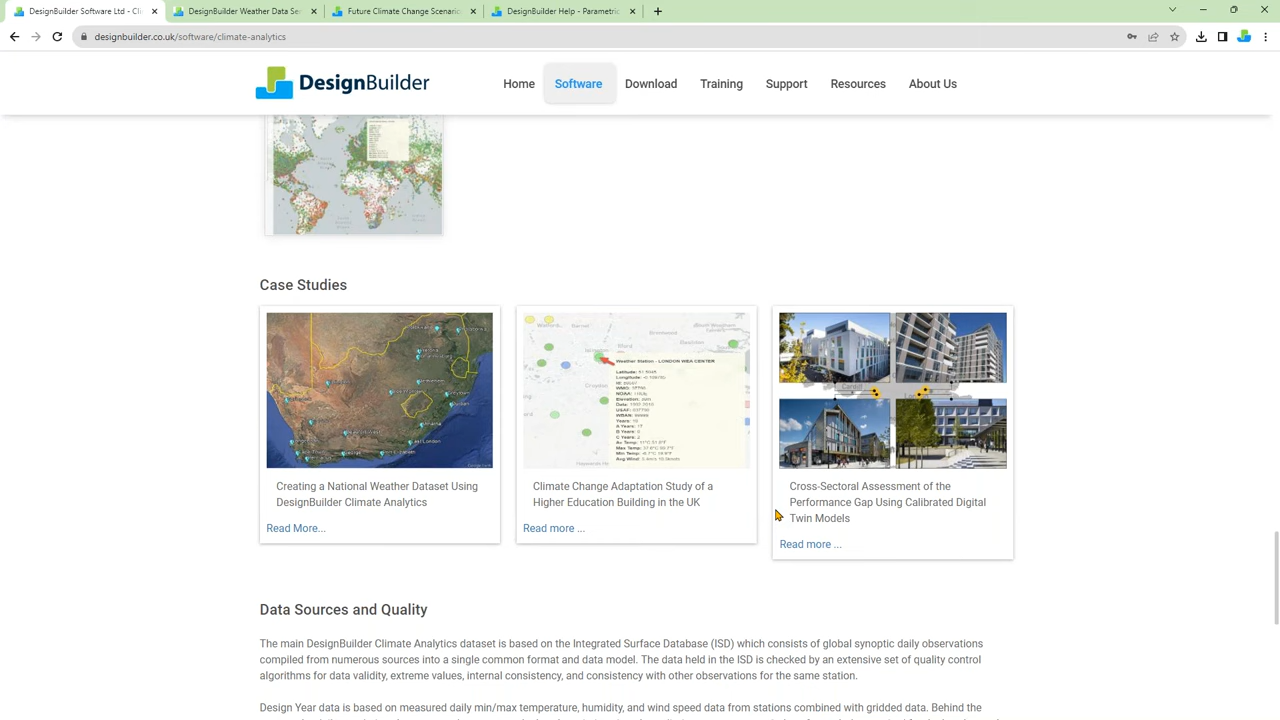 DesignBuilder Software Ltd - Cli
DesignBuilder Weather Data Se
Future Climate Change Scenario
DesignBuilder Help - Parametric
designbuilder.co.uk/software/climate-analytics
DesignBuilder
Home Software Download Training Support Resources About Us
Case Studies
Weather Station - LONDON WEA CENTER
Creating a National Weather Dataset Using
DesignBuilder Climate Analytics
Read More...
Climate Change Adaptation Study of a
Higher Education Building in the UK
Read more ...
Cross-Sectoral Assessment of the
Performance Gap Using Calibrated Digital
Twin Models
Read more ...
Data Sources and Quality
The main DesignBuilder Climate Analytics dataset is based on the Integrated Surface Database (ISD) which consists of global synoptic daily observations
compiled from numerous sources into a single common format and data model. The data held in the ISD is checked by an extensive set of quality control
algorithms for data validity, extreme values, internal consistency, and consistency with other observations for the same station.
Design Year data is based on measured daily min/max temperature, humidity, and wind speed data from stations combined with gridded data. Behind the